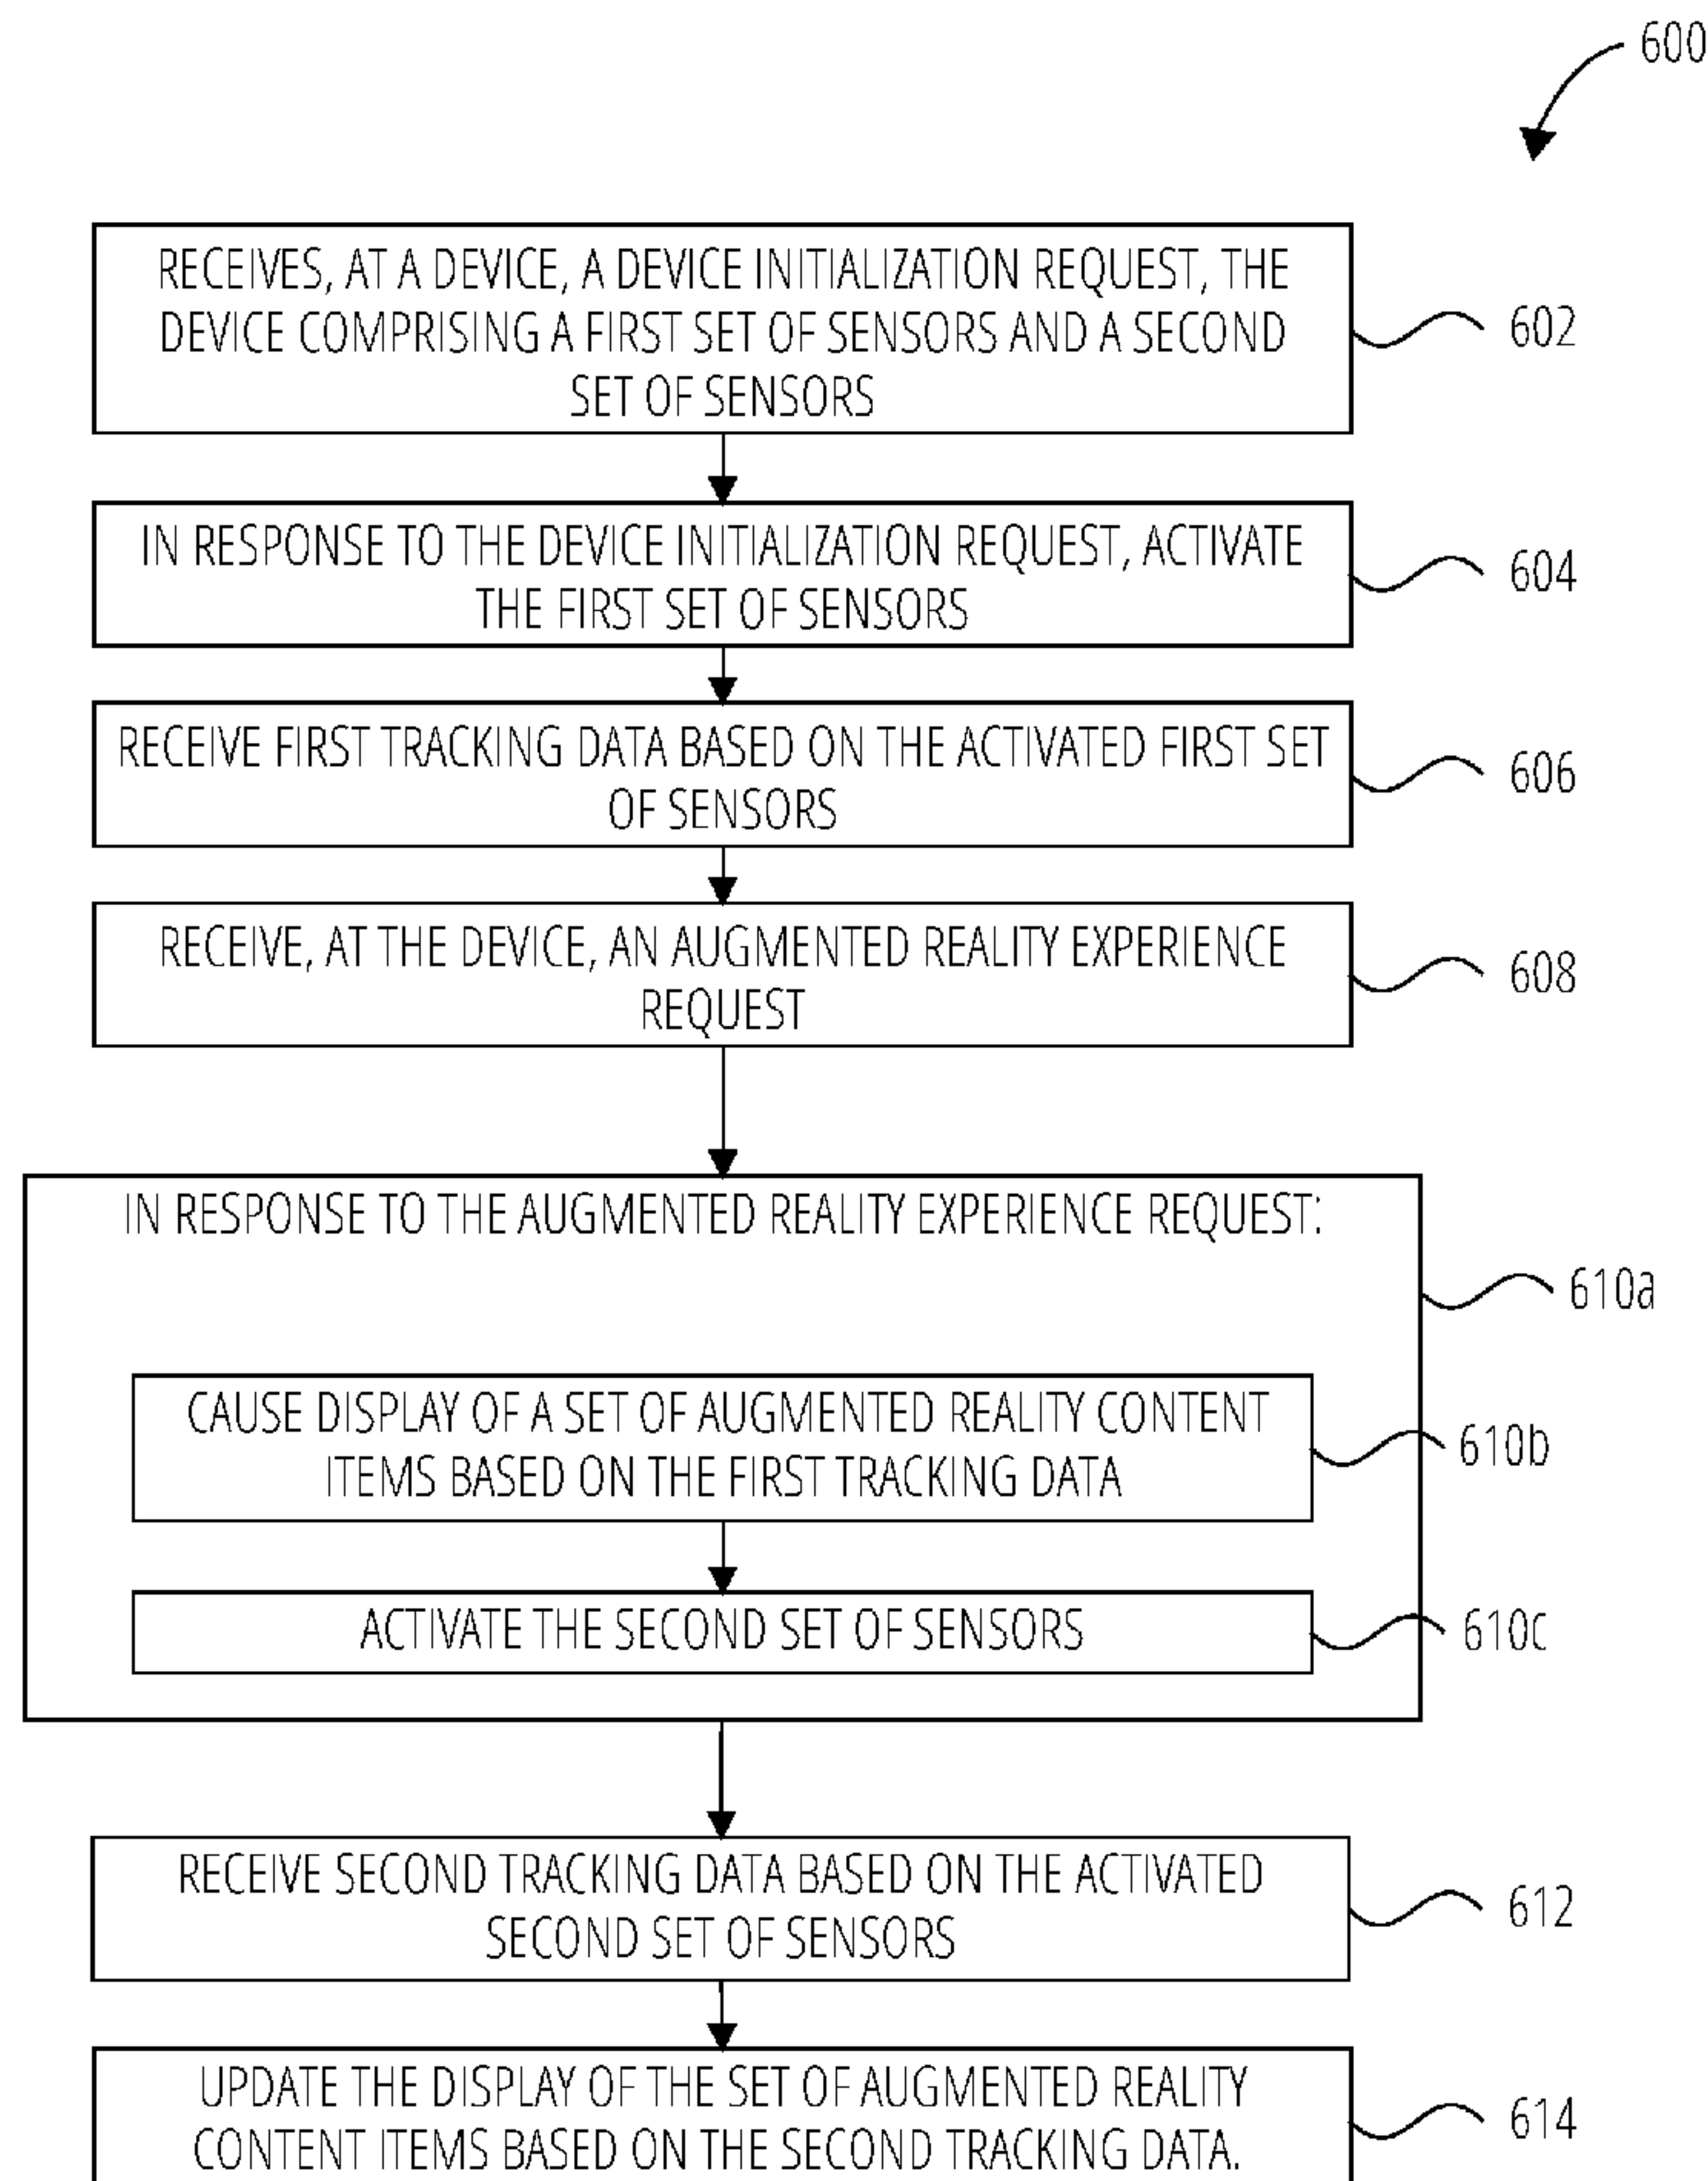 600
RECEIVES, AT A DEVICE, A DEVICE INITIALIZATION REQUEST, THE
DEVICE COMPRISING A FIRST SET OF SENSORS AND A SECOND
SET OF SENSORS
602
IN RESPONSE TO THE DEVICE INITIALIZATION REQUEST, ACTIVATE
THE FIRST SET OF SENSORS
604
RECEIVE FIRST TRACKING DATA BASED ON THE ACTIVATED FIRST SET
OF SENSORS
606
RECEIVE, AT THE DEVICE, AN AUGMENTED REALITY EXPERIENCE
REQUEST
608
IN RESPONSE TO THE AUGMENTED REALITY EXPERIENCE REQUEST:
610a
CAUSE DISPLAY OF A SET OF AUGMENTED REALITY CONTENT
ITEMS BASED ON THE FIRST TRACKING DATA
610b
ACTIVATE THE SECOND SET OF SENSORS
610c
RECEIVE SECOND TRACKING DATA BASED ON THE ACTIVATED
SECOND SET OF SENSORS
612
UPDATE THE DISPLAY OF THE SET OF AUGMENTED REALITY
CONTENT ITEMS BASED ON THE SECOND TRACKING DATA.
614